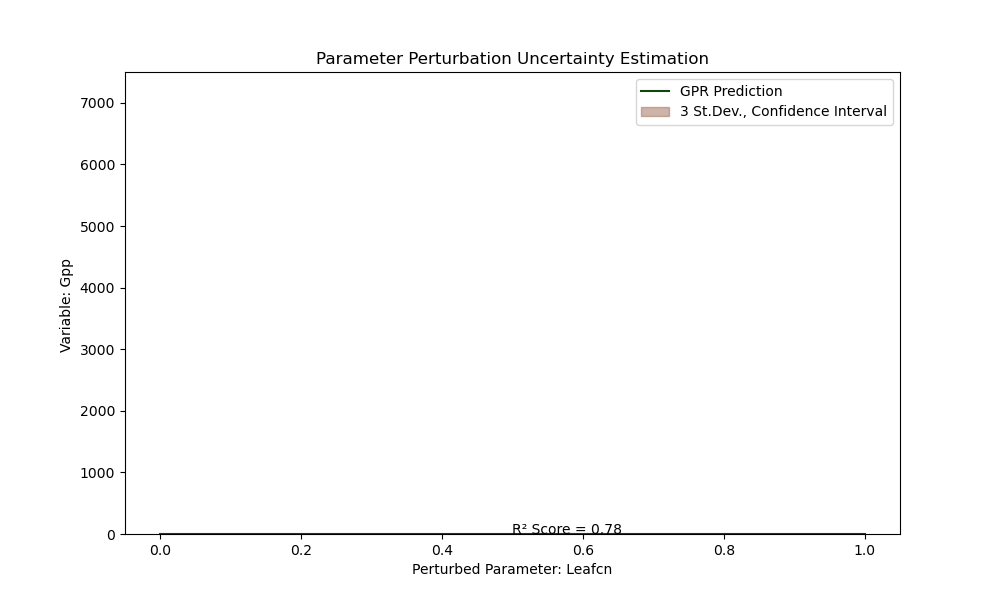 Parameter Perturbation Uncertainty Estimation
GPR Prediction
3 St.Dev., Confidence Interval
7000
6000
5000
4000
3000
2000
1000
0
Variable: Gpp
R² Score = 0.78
0.0 0.2 0.4 0.6 0.8 1.0
Perturbed Parameter: Leafcn